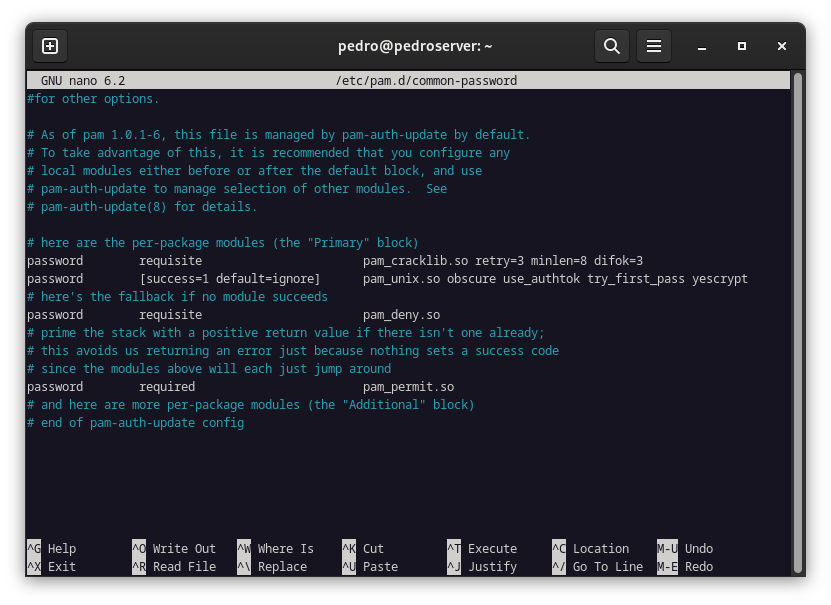 pedro@pedroserver: ~
GNU nano 6.2 /etc/pam.d/common-password
#for other options.
# As of pam 1.0.1-6, this file is managed by pam-auth-update by default.
# To take advantage of this, it is recommended that you configure any
# local modules either before or after the default block, and use
# pam-auth-update to manage selection of other modules.  See
# pam-auth-update(8) for details.
# here are the per-package modules (the "Primary" block)
password        requisite                       pam_cracklib.so retry=3 minlen=8 difok=3
password        [success=1 default=ignore]      pam_unix.so obscure use_authtok try_first_pass yescrypt
# here's the fallback if no module succeeds
password        requisite                       pam_deny.so
# prime the stack with a positive return value if there isn't one already;
# this avoids us returning an error just because nothing sets a success code
# since the modules above will each just jump around
password        required                        pam_permit.so
# and here are more per-package modules (the "Additional" block)
# end of pam-auth-update config
^G Help ^O Write Out ^W Where Is ^K Cut ^T Execute ^C Location M-U Undo
^X Exit ^R Read File ^\ Replace ^U Paste ^J Justify ^/ Go To Line M-E Redo